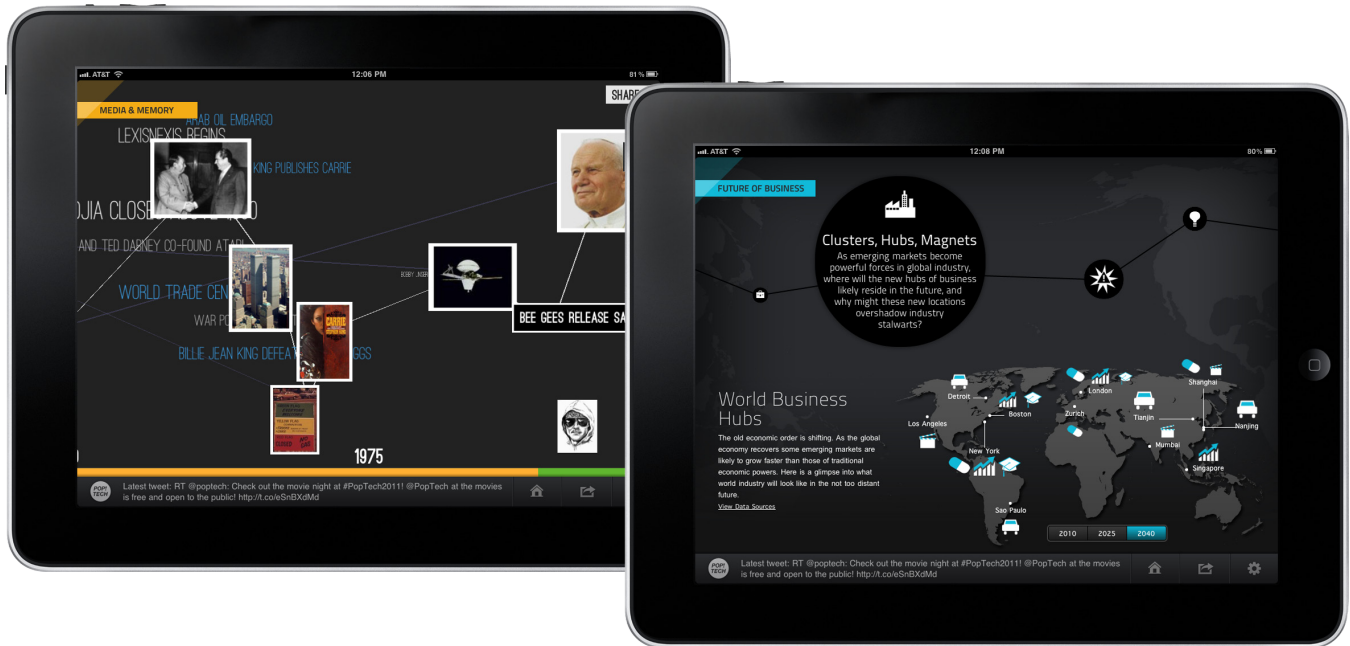 AT&T
12:06 PM
81 %
SHARE
MEDIA & MEMORY
ARAB OIL EMBARGO
LEXISNEXIS BEGINS
KING PUBLISHES CARRIE
DJIA CLOSE
AND TED DABNEY CO-FOUND ATARI
WORLD TRADE CEN
WAR PO
BILLIE JEAN KING DEFEA
GGS
CARRIE
BEE GEES RELEASE SA
1975
POP!
TECH
Latest tweet: RT @poptech: Check out the movie night at #PopTech2011! @PopTech at the movies
is free and open to the public! http://t.co/eSnBXdMd
AT&T
12:08 PM
80%
FUTURE OF BUSINESS
Clusters, Hubs, Magnets
As emerging markets become
powerful forces in global industry,
where will the new hubs of business
likely reside in the future, and
why might these new locations
overshadow industry
stalwarts?
World Business
Hubs
The old economic order is shifting. As the global
economy recovers some emerging markets are
likely to grow faster than those of traditional
economic powers. Here is a glimpse into what
world industry will look like in the not too distant
future.
View Data Sources
Detroit
Los Angeles
Boston
New York
Sao Paulo
London
Zurich
Shanghai
Tianjin
Nanjing
Mumbai
Singapore
2010
2025
2040
POP!
TECH
Latest tweet: RT @poptech: Check out the movie night at #PopTech2011! @PopTech at the movies
is free and open to the public! http://t.co/eSnBXdMd